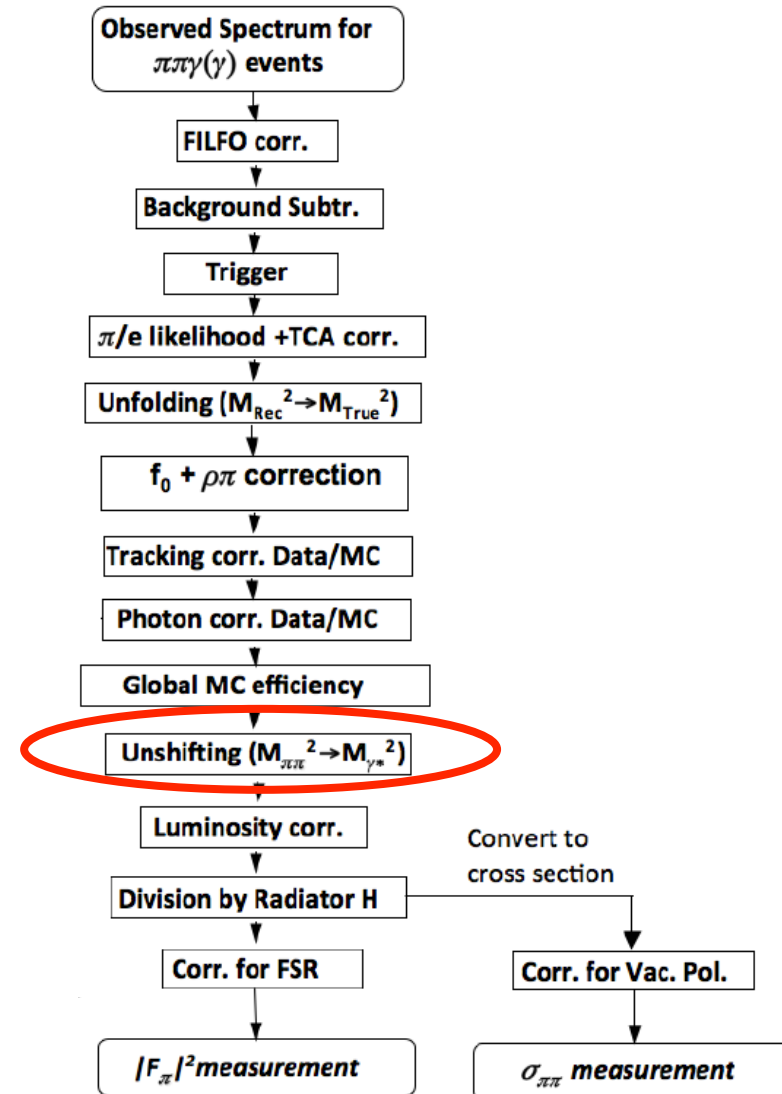 Observed Spectrum for
ππγ(γ) events
FILFO corr.
Background Subtr.
Trigger
π/e likelihood +TCA corr.
Unfolding (M_Rec²→M_True²)
f₀ + ρπ correction
Tracking corr. Data/MC
Photon corr. Data/MC
Global MC efficiency
Unshifting (M_ππ²→M_γ*²)
Luminosity corr.
Convert to
cross section
Division by Radiator H
Corr. for FSR
Corr. for Vac. Pol.
|F_π|² measurement
σ_ππ measurement